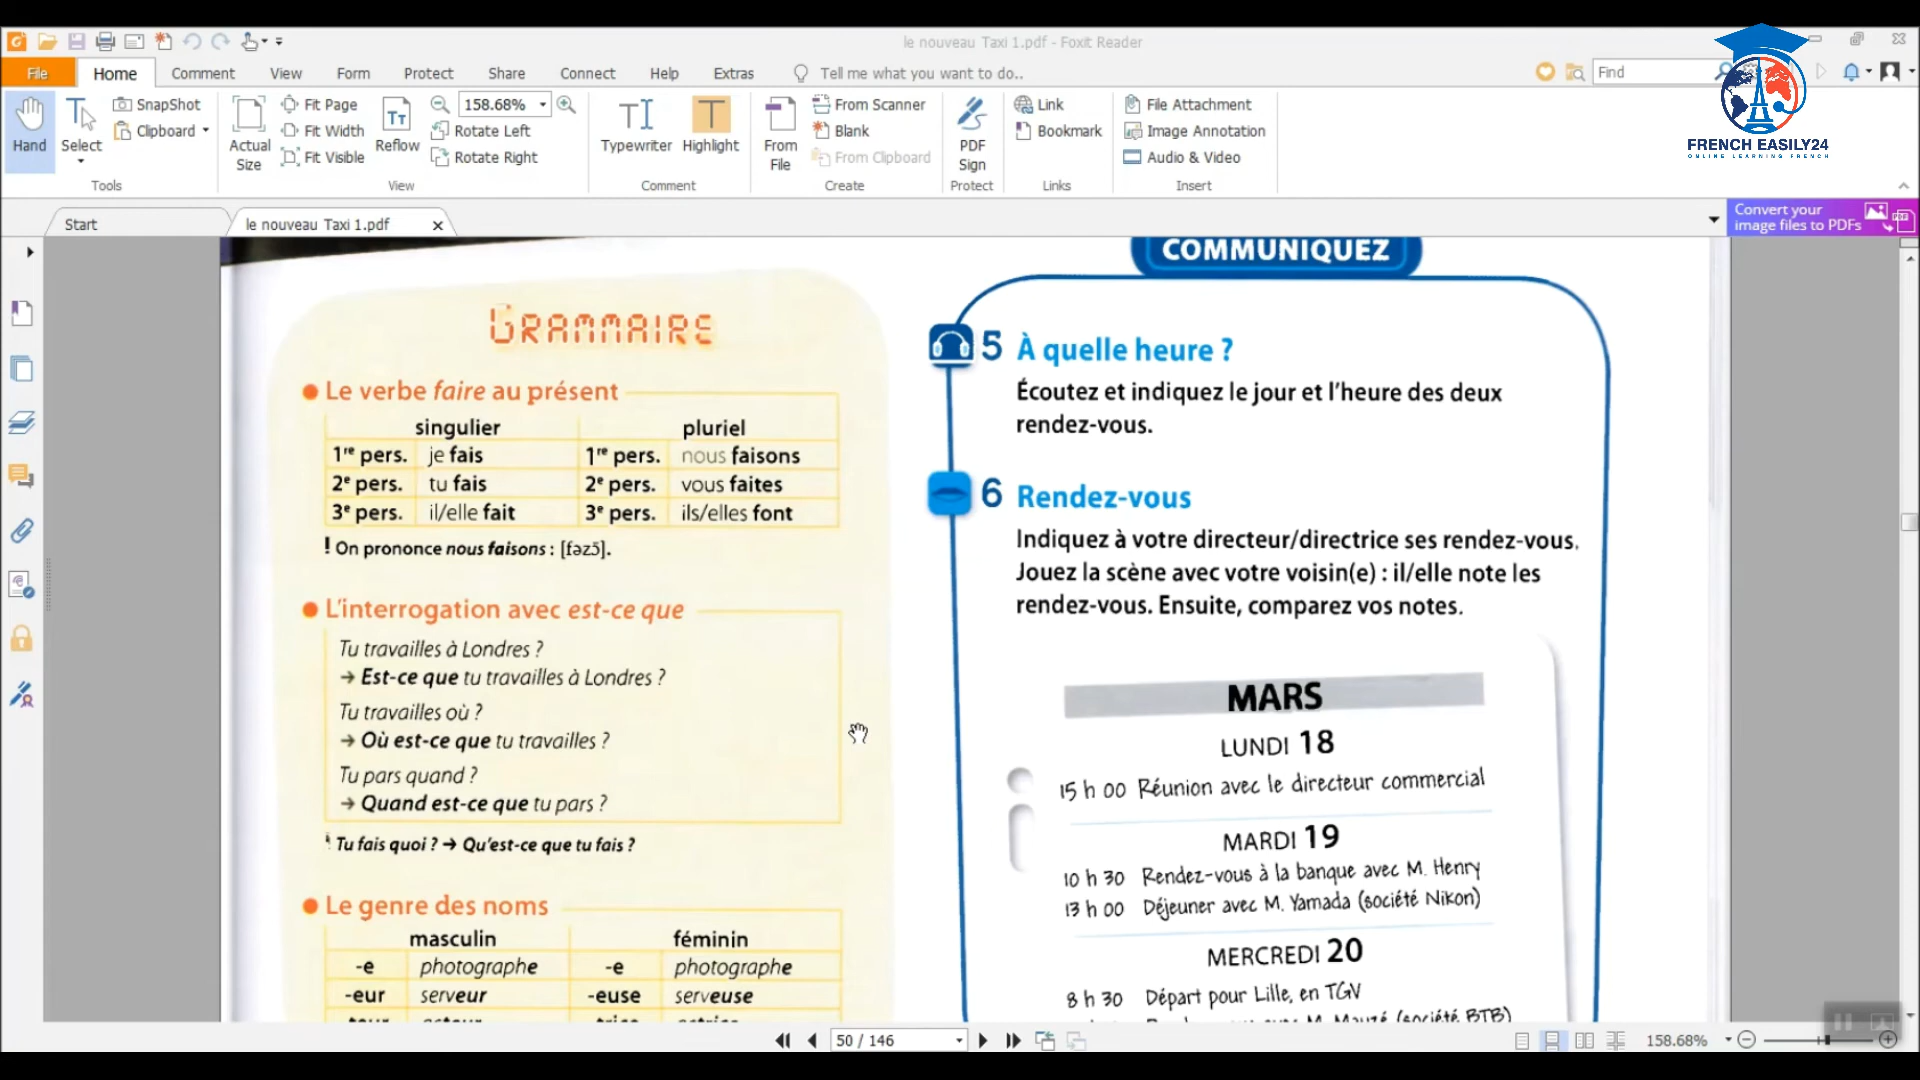 le nouveau Taxi 1.pdf - Foxit Reader
File Home Comment View Form Protect Share Connect Help Extras Tell me what you want to do.. Find
Hand
Select
SnapShot
Clipboard
Tools
Actual Size
Fit Page
Fit Width
Fit Visible
Reflow
158.68%
Rotate Left
Rotate Right
View
Typewriter
Highlight
Comment
From File
From Scanner
Blank
From Clipboard
Create
PDF Sign
Protect
Link
Bookmark
Links
File Attachment
Image Annotation
Audio & Video
Insert
FRENCH EASILY24
ONLINE LEARNING FRENCH
Start
le nouveau Taxi 1.pdf
Convert your
image files to PDFs
GRAMMAIRE
Le verbe faire au présent
singulier pluriel
1re pers. je fais 1re pers. nous faisons
2e pers. tu fais 2e pers. vous faites
3e pers. il/elle fait 3e pers. ils/elles font
! On prononce nous faisons : [fəzɔ̃].
L'interrogation avec est-ce que
Tu travailles à Londres ?
→ Est-ce que tu travailles à Londres ?
Tu travailles où ?
→ Où est-ce que tu travailles ?
Tu pars quand ?
→ Quand est-ce que tu pars ?
! Tu fais quoi ? → Qu'est-ce que tu fais ?
Le genre des noms
masculin féminin
-e photographe -e photographe
-eur serveur -euse serveuse
COMMUNIQUEZ
5 À quelle heure ?
Écoutez et indiquez le jour et l'heure des deux
rendez-vous.
6 Rendez-vous
Indiquez à votre directeur/directrice ses rendez-vous.
Jouez la scène avec votre voisin(e) : il/elle note les
rendez-vous. Ensuite, comparez vos notes.
MARS
LUNDI 18
15 h 00 Réunion avec le directeur commercial
MARDI 19
10 h 30 Rendez-vous à la banque avec M. Henry
13 h 00 Déjeuner avec M. Yamada (société Nikon)
MERCREDI 20
8 h 30 Départ pour Lille, en TGV
M. Mauzé (société BTB)
50 / 146
158.68%